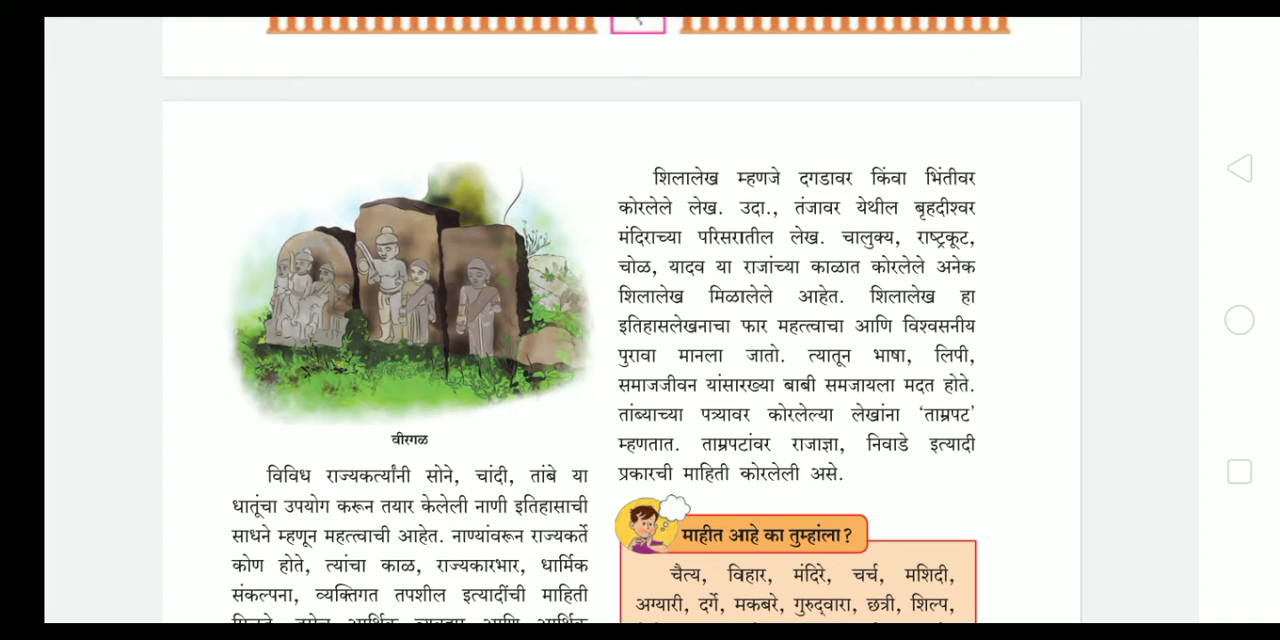 वीरगळ
विविध राज्यकर्त्यांनी सोने, चांदी, तांबे या
धातूंचा उपयोग करून तयार केलेली नाणी इतिहासाची
साधने म्हणून महत्त्वाची आहेत. नाण्यांवरून राज्यकर्ते
कोण होते, त्यांचा काळ, राज्यकारभार, धार्मिक
संकल्पना, व्यक्तिगत तपशील इत्यादींची माहिती
शिलालेख म्हणजे दगडावर किंवा भिंतीवर
कोरलेले लेख. उदा., तंजावर येथील बृहदीश्वर
मंदिराच्या परिसरातील लेख. चालुक्य, राष्ट्रकूट,
चोळ, यादव या राजांच्या काळात कोरलेले अनेक
शिलालेख मिळालेले आहेत. शिलालेख हा
इतिहासलेखनाचा फार महत्त्वाचा आणि विश्वसनीय
पुरावा मानला जातो. त्यातून भाषा, लिपी,
समाजजीवन यांसारख्या बाबी समजायला मदत होते.
तांब्याच्या पत्र्यावर कोरलेल्या लेखांना ‘ताम्रपट’
म्हणतात. ताम्रपटांवर राजाज्ञा, निवाडे इत्यादी
प्रकारची माहिती कोरलेली असे.
माहीत आहे का तुम्हांला?
चैत्य, विहार, मंदिरे, चर्च, मशिदी,
अग्यारी, दर्गे, मकबरे, गुरुद्वारा, छत्री, शिल्प,